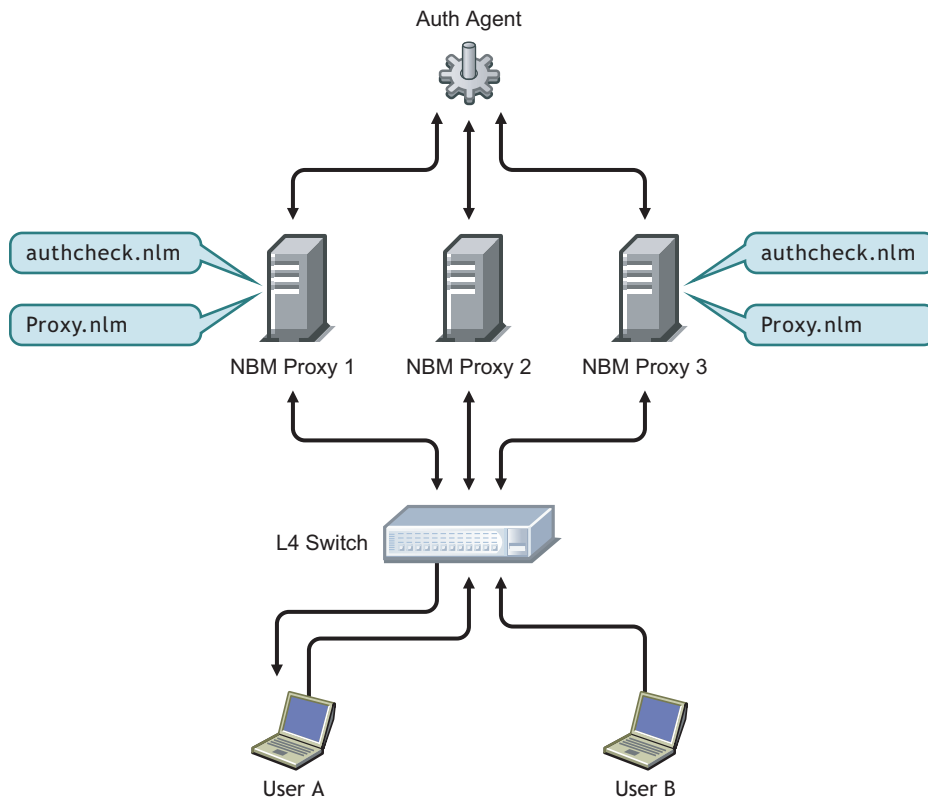 Auth Agent
authcheck.nlm
authcheck.nlm
Proxy.nlm
Proxy.nlm
NBM Proxy 1
NBM Proxy 2
NBM Proxy 3
L4 Switch
User A
User B